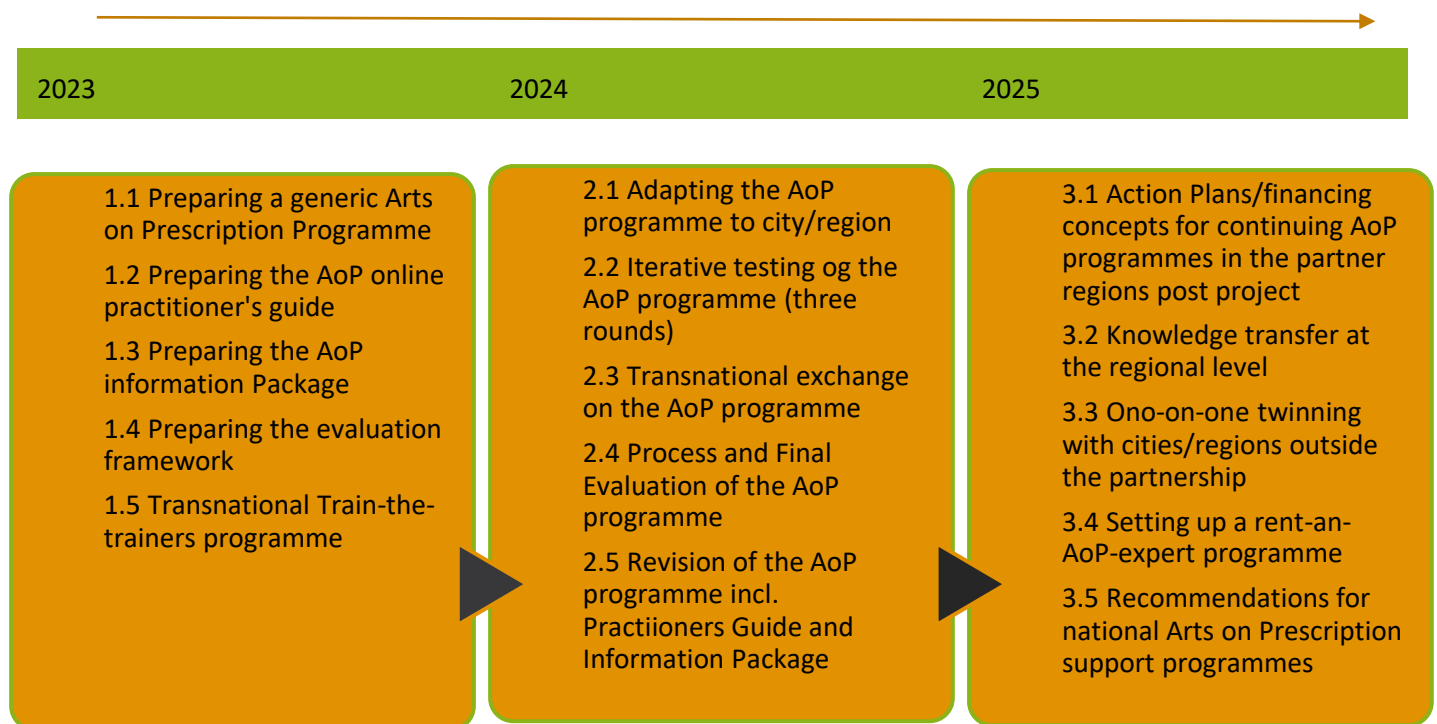 2023
2024
2025
1.1 Preparing a generic Arts
on Prescription Programme
1.2 Preparing the AoP online
practitioner's guide
1.3 Preparing the AoP
information Package
1.4 Preparing the evaluation
framework
1.5 Transnational Train-the-
trainers programme
2.1 Adapting the AoP
programme to city/region
2.2 Iterative testing og the
AoP programme (three
rounds)
2.3 Transnational exchange
on the AoP programme
2.4 Process and Final
Evaluation of the AoP
programme
2.5 Revision of the AoP
programme incl.
Practiioners Guide and
Information Package
3.1 Action Plans/financing
concepts for continuing AoP
programmes in the partner
regions post project
3.2 Knowledge transfer at
the regional level
3.3 Ono-on-one twinning
with cities/regions outside
the partnership
3.4 Setting up a rent-an-
AoP-expert programme
3.5 Recommendations for
national Arts on Prescription
support programmes